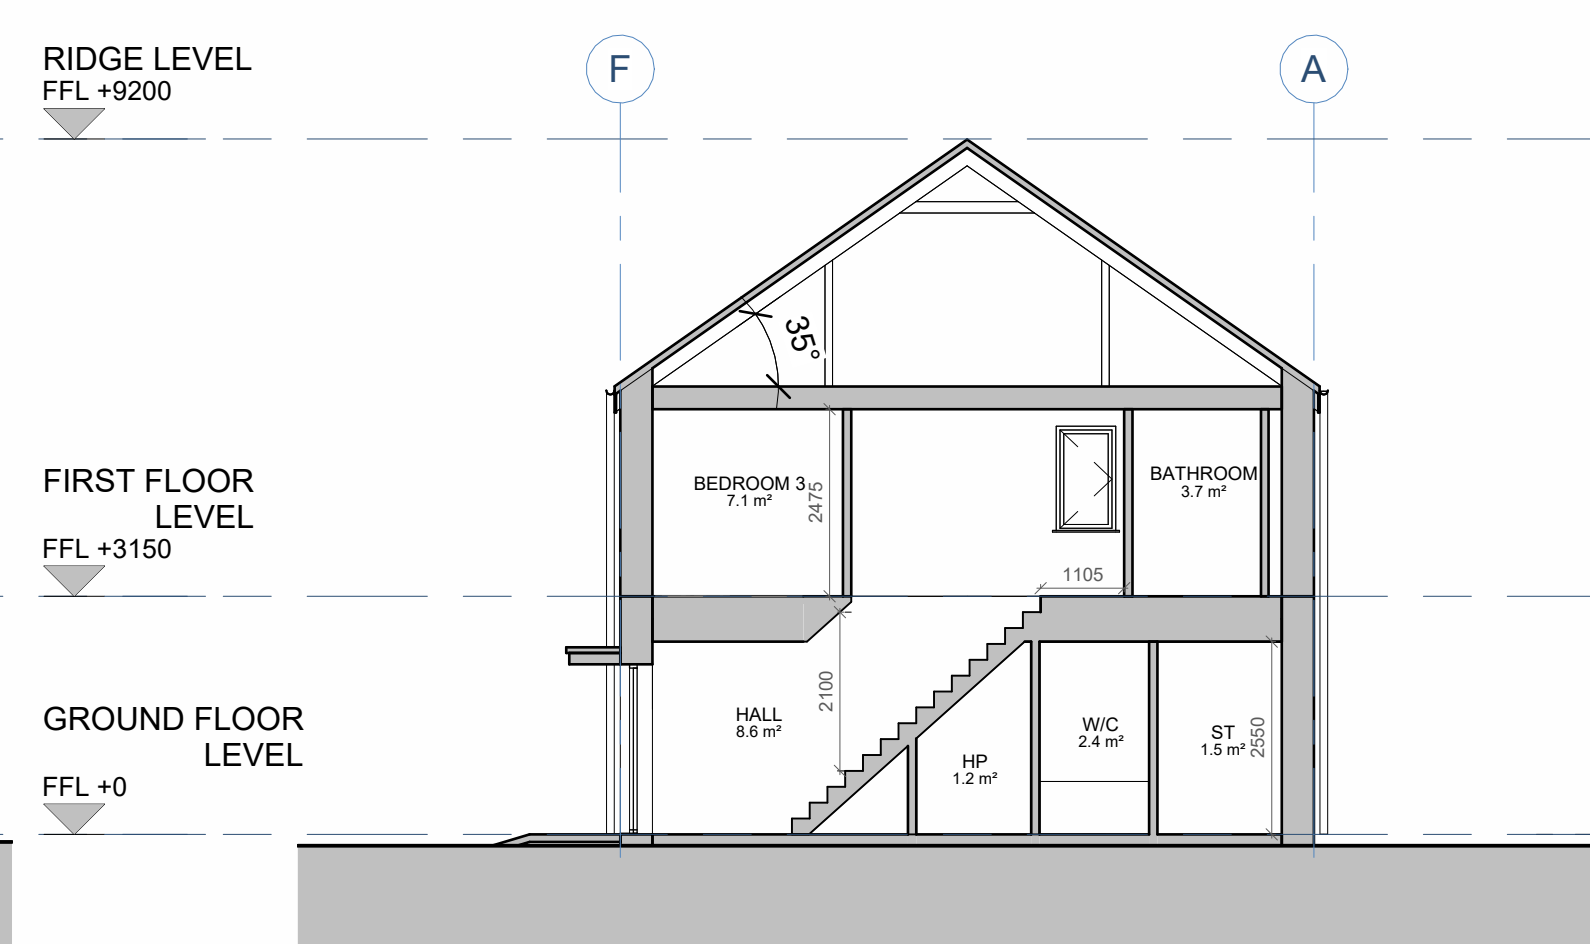 RIDGE LEVEL
FFL +9200
F
A
35°
FIRST FLOOR
LEVEL
FFL +3150
BEDROOM 3
7.1 m²
2475
BATHROOM
3.7 m²
1105
GROUND FLOOR
LEVEL
FFL +0
HALL
8.6 m²
2100
HP
1.2 m²
W/C
2.4 m²
ST
1.5 m²
2550